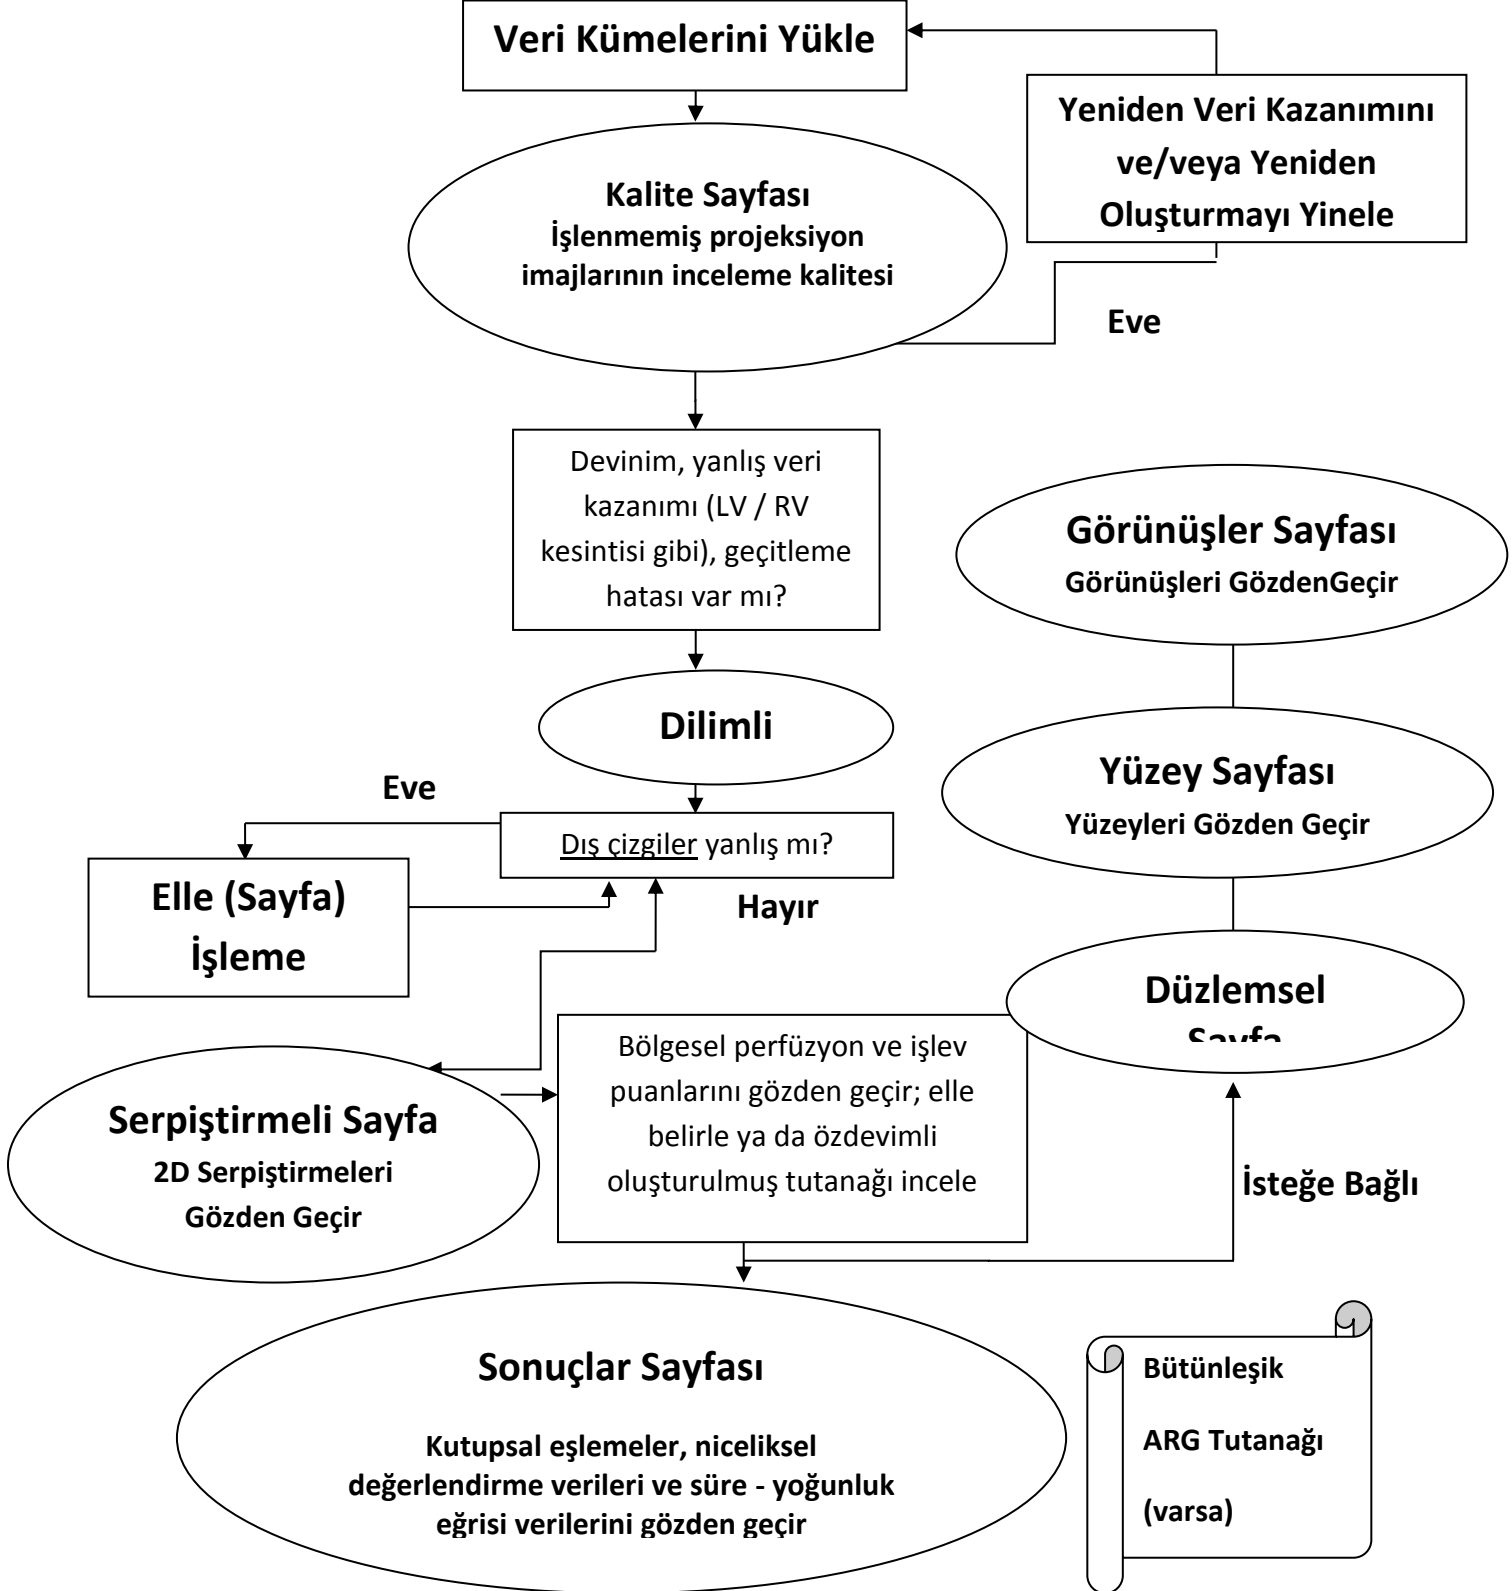 Veri Kümelerini Yükle
Yeniden Veri Kazanımını
ve/veya Yeniden
Oluşturmayı Yinele
Kalite Sayfası
İşlenmemiş projeksiyon
imajlarının inceleme kalitesi
Eve
Devinim, yanlış veri
kazanımı (LV / RV
kesintisi gibi), geçitleme
hatası var mı?
Görünüşler Sayfası
Görünüşleri GözdenGeçir
Dilimli
Yüzey Sayfası
Yüzeyleri Gözden Geçir
Eve
Dış çizgiler yanlış mı?
Hayır
Elle (Sayfa)
İşleme
Düzlemsel
Sayfa
Bölgesel perfüzyon ve işlev
puanlarını gözden geçir; elle
belirle ya da özdevimli
oluşturulmuş tutanağı incele
Serpiştirmeli Sayfa
2D Serpiştirmeleri
Gözden Geçir
İsteğe Bağlı
Sonuçlar Sayfası
Kutupsal eşlemeler, niceliksel
değerlendirme verileri ve süre - yoğunluk
eğrisi verilerini gözden geçir
Bütünleşik
ARG Tutanağı
(varsa)